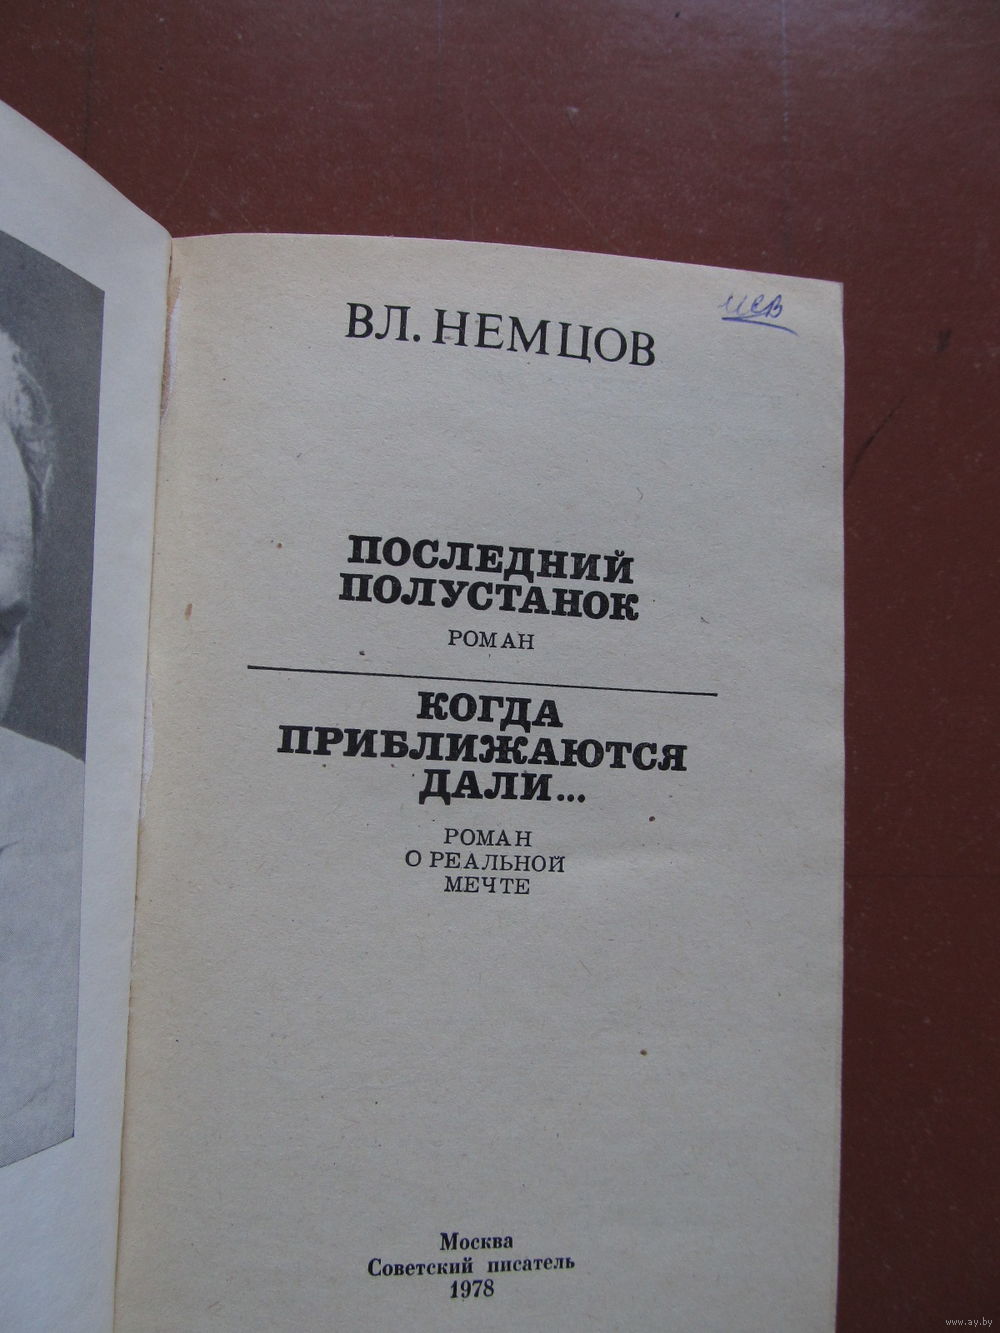 ВЛ. НЕМЦОВ
ПОСЛЕДНИЙ
ПОЛУСТАНОК
РОМАН
КОГДА
ПРИБЛИЖАЮТСЯ
ДАЛИ...
РОМАН
О РЕАЛЬНОЙ
МЕЧТЕ
Москва
Советский писатель
1978
www.ay.by